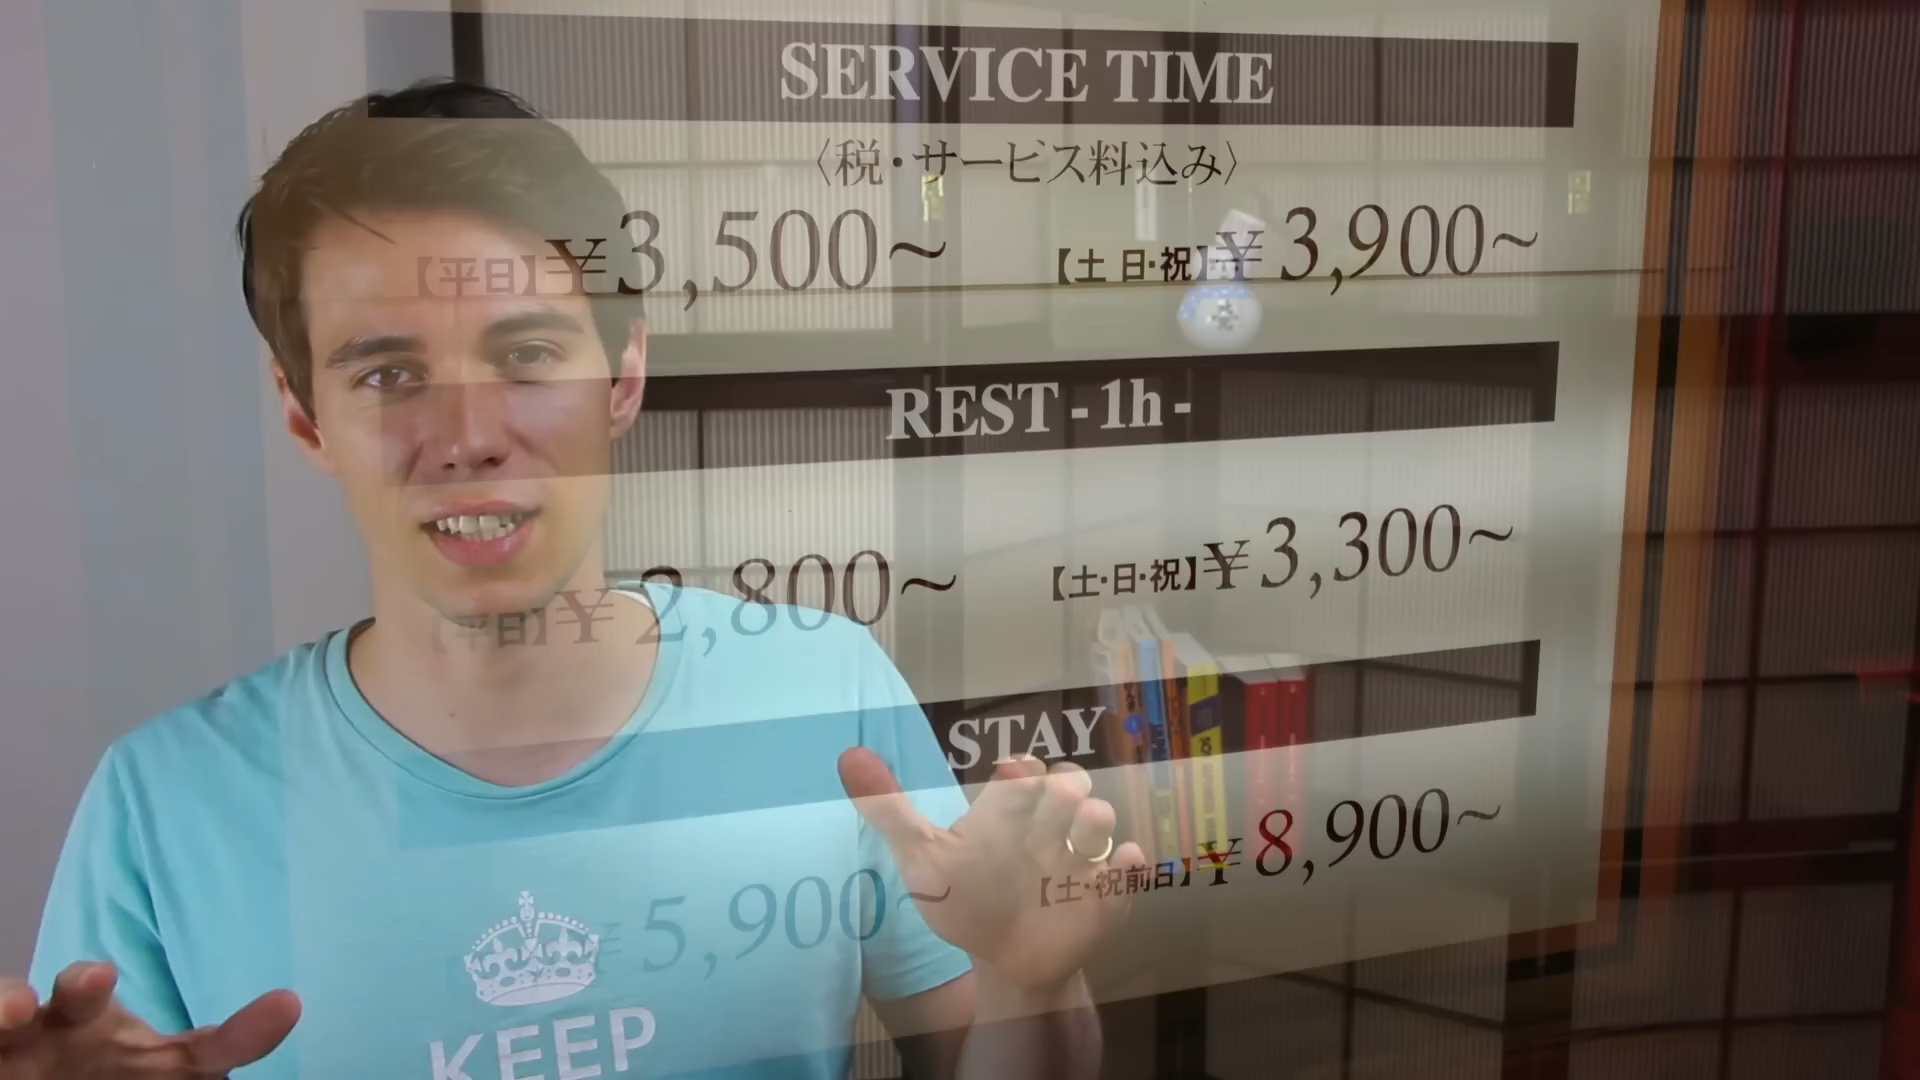 SERVICE TIME
〈税・サービス料込み〉
【平日】¥3,500~ 【土 日・祝】¥3,900~
REST - 1h -
【平日】¥2,800~ 【土・日・祝】¥3,300~
STAY
¥5,900~ 【土・祝前日】¥8,900~
KEEP